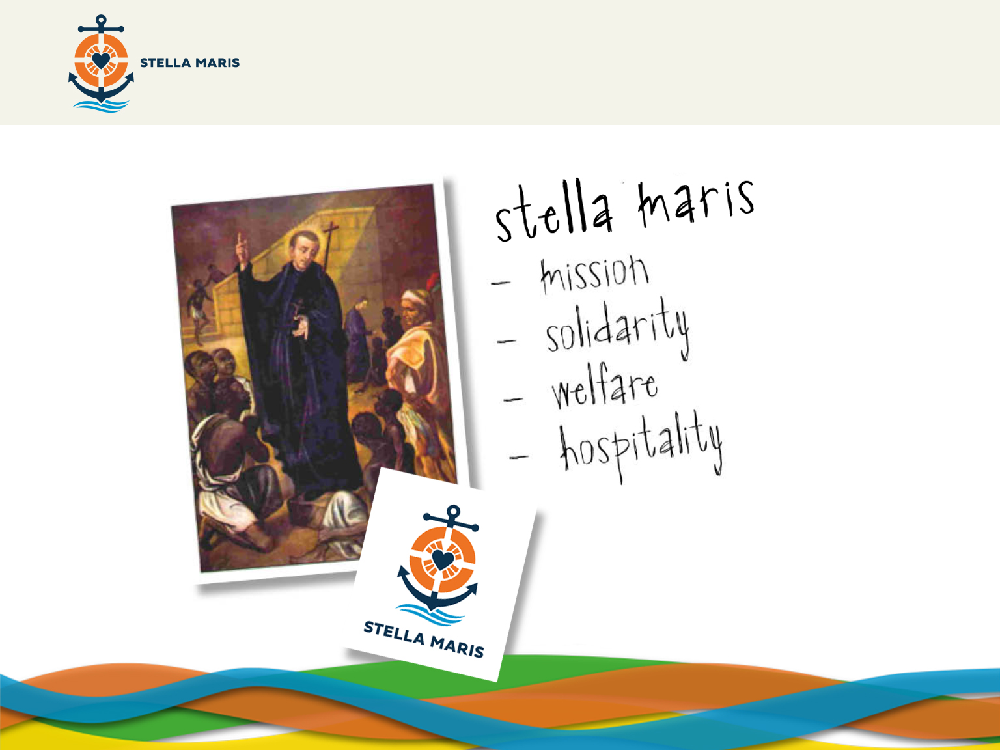 STELLA MARIS
stella maris
- mission
- solidarity
- welfare
- hospitality
STELLA MARIS